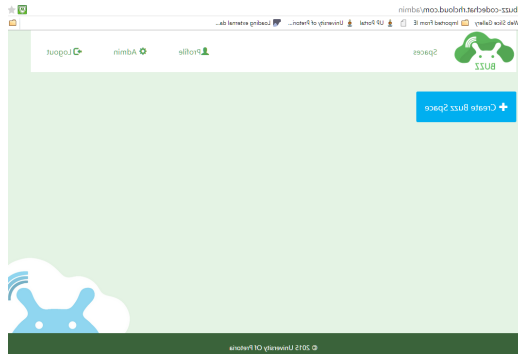 buzz-codechat.rhcloud.com/admin
Web Slice Gallery Imported From IE UP Portal University of Pretori... Loading external da...
BUZZ Spaces Profile Admin Logout
Create Buzz Space
© 2015 University Of Pretoria